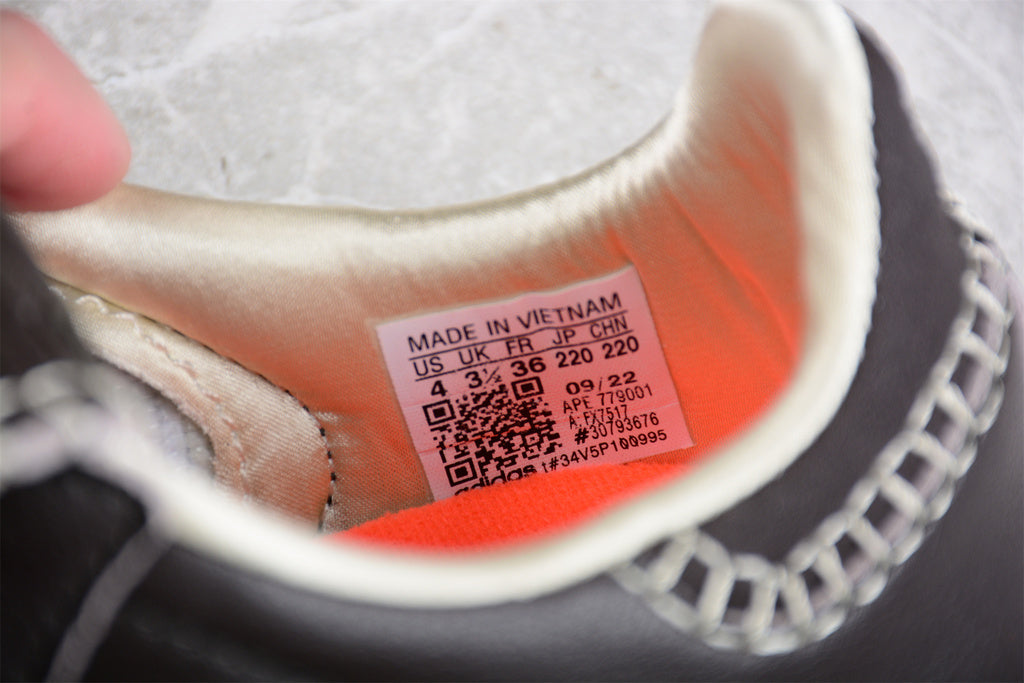 MADE IN VIETNAM
US UK FR JP CHN
4 3½ 36 220 220
09/22
APE 779001
A:FX7517
#30793676
t#34V5P100995
adidas